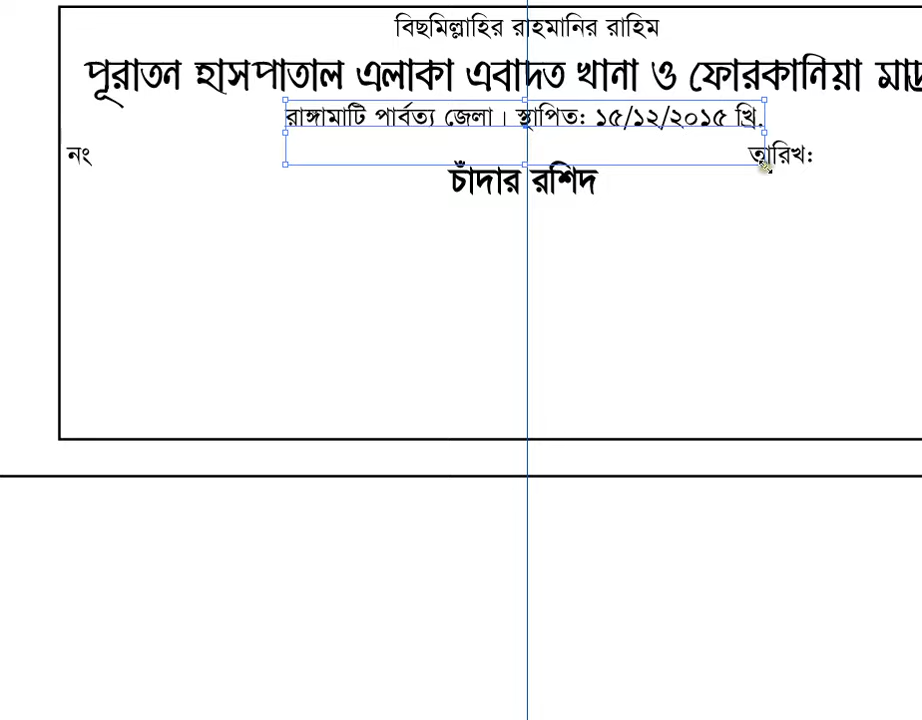 বিছমিল্লাহির রাহমানির রাহিম
পূরাতন হাসপাতাল এলাকা এবাদত খানা ও ফোরকানিয়া
রাঙ্গামাটি পার্বত্য জেলা। স্থাপিত: ১৫/১২/২০১৫ খ্রি.
নং তারিখ:
চাঁদার রশিদ